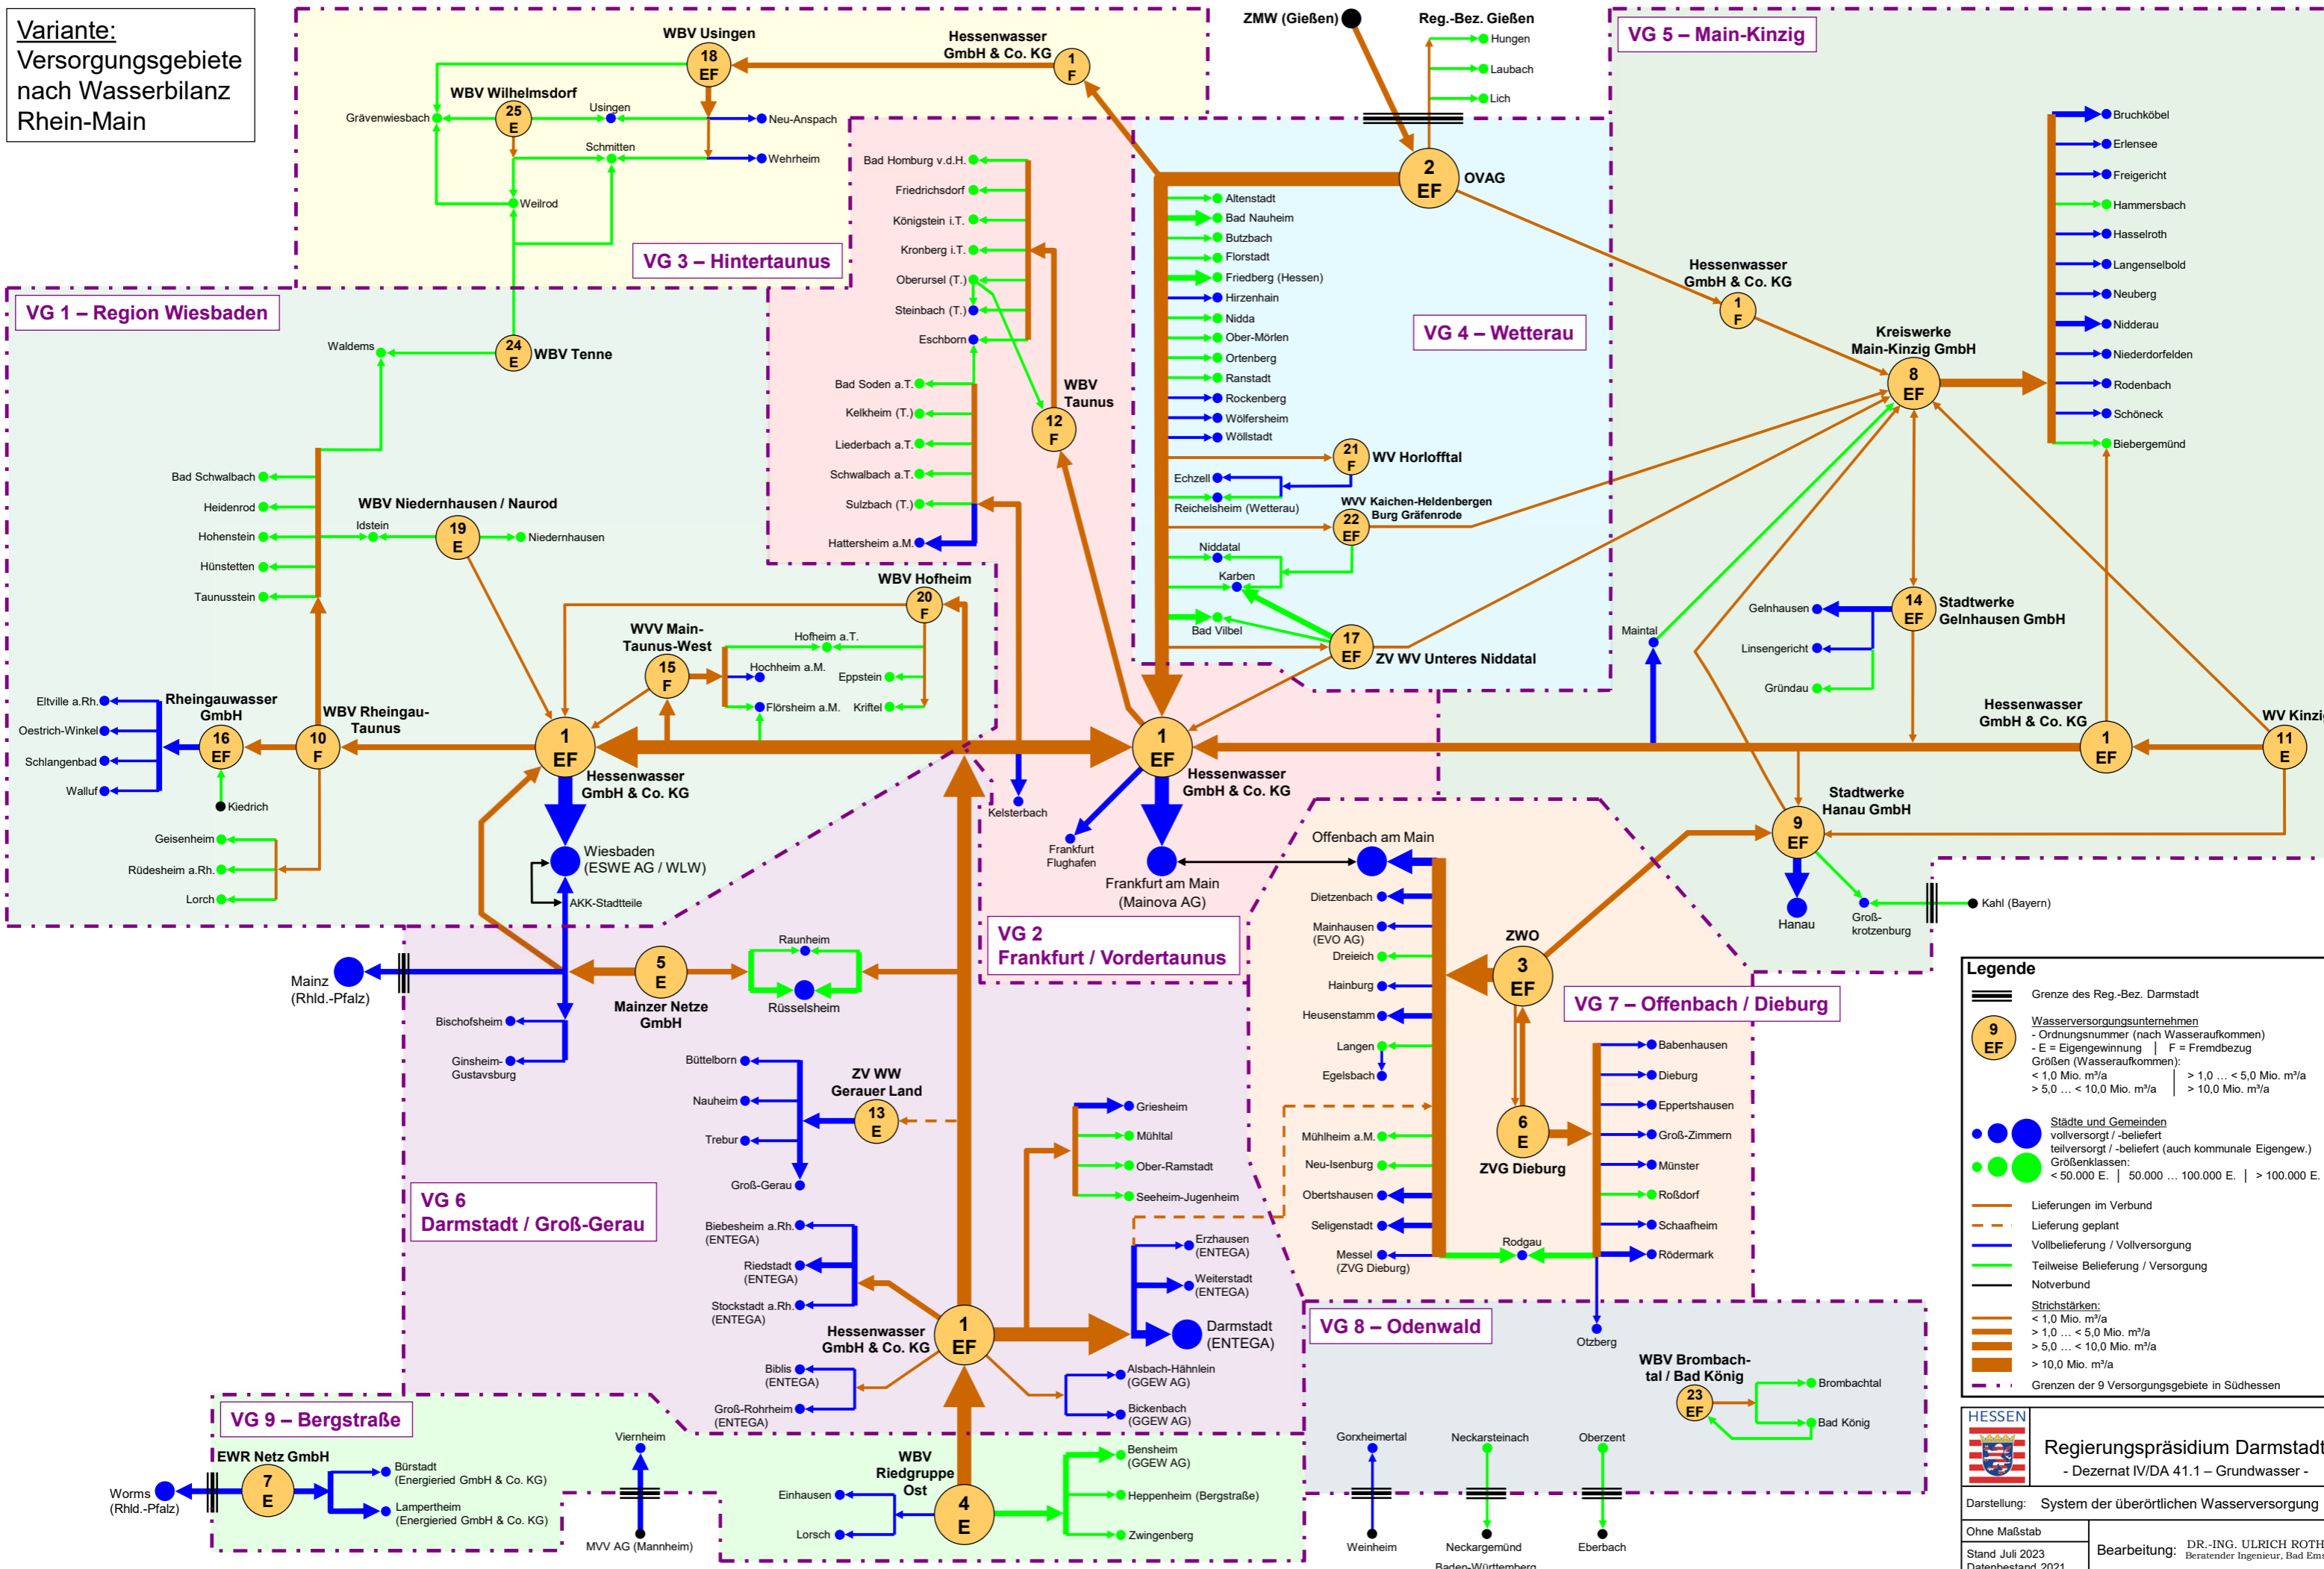 Variante:
Versorgungsgebiete
nach Wasserbilanz
Rhein-Main
WBV Usingen
18
EF
Hessenwasser
GmbH & Co. KG
1
F
WBV Wilhelmsdorf
25
E
Grävenwiesbach
Usingen
Neu-Anspach
Schmitten
Wehrheim
Weilrod
VG 3 – Hintertaunus
ZMW (Gießen)
Reg.-Bez. Gießen
Hungen
Laubach
Lich
2
EF
OVAG
VG 5 – Main-Kinzig
Bruchköbel
Erlensee
Freigericht
Hammersbach
Hasselroth
Langenselbold
Neuberg
Nidderau
Niederdorfelden
Rodenbach
Schöneck
Biebergemünd
Hessenwasser
GmbH & Co. KG
1
F
Kreiswerke
Main-Kinzig GmbH
8
EF
14
EF
Stadtwerke
Gelnhausen GmbH
Gelnhausen
Linsengericht
Gründau
Maintal
Hessenwasser
GmbH & Co. KG
1
EF
11
E
Stadtwerke
Hanau GmbH
9
EF
Hanau
Groß-
krotzenburg
Kahl (Bayern)
VG 1 – Region Wiesbaden
Waldems
24
E
WBV Tenne
Bad Schwalbach
Heidenrod
Hohenstein
Hünstetten
Taunusstein
WBV Niedernhausen / Naurod
Idstein
19
E
Niedernhausen
Eltville a.Rh.
Oestrich-Winkel
Schlangenbad
Walluf
Rheingauwasser
GmbH
16
EF
Kiedrich
WBV Rheingau-
Taunus
10
F
Geisenheim
Rüdesheim a.Rh.
Lorch
WBV Hofheim
20
F
WVV Main-
Taunus-West
15
F
Hofheim a.T.
Hochheim a.M.
Eppstein
Flörsheim a.M.
Kriftel
1
EF
Hessenwasser
GmbH & Co. KG
Wiesbaden
(ESWE AG / WLW)
AKK-Stadtteile
Bad Homburg v.d.H.
Friedrichsdorf
Königstein i.T.
Kronberg i.T.
Oberursel (T.)
Steinbach (T.)
Eschborn
Bad Soden a.T.
Kelkheim (T.)
Liederbach a.T.
Schwalbach a.T.
Sulzbach (T.)
Hattersheim a.M.
WBV
Taunus
12
F
VG 4 – Wetterau
Altenstadt
Bad Nauheim
Butzbach
Florstadt
Friedberg (Hessen)
Hirzenhain
Nidda
Ober-Mörlen
Ortenberg
Ranstadt
Rockenberg
Wölfersheim
Wöllstadt
21
F
WV Horlofftal
Echzell
Reichelsheim (Wetterau)
WVV Kaichen-Heldenbergen
Burg Gräfenrode
22
EF
Niddatal
Karben
Bad Vilbel
17
EF
ZV WV Unteres Niddatal
1
EF
Hessenwasser
GmbH & Co. KG
Kelsterbach
Frankfurt
Flughafen
Frankfurt am Main
(Mainova AG)
VG 2
Frankfurt / Vordertaunus
Offenbach am Main
Dietzenbach
Mainhausen
(EVO AG)
Dreieich
Hainburg
Heusenstamm
Langen
Egelsbach
Mühlheim a.M.
Neu-Isenburg
Obertshausen
Seligenstadt
Messel
(ZVG Dieburg)
Rodgau
ZWO
3
EF
VG 7 – Offenbach / Dieburg
6
E
ZVG Dieburg
Babenhausen
Dieburg
Eppertshausen
Groß-Zimmern
Münster
Roßdorf
Schaafheim
Rödermark
Otzberg
Mainz
(Rhld.-Pfalz)
5
E
Mainzer Netze
GmbH
Raunheim
Rüsselsheim
Bischofsheim
Ginsheim-
Gustavsburg
Büttelborn
Nauheim
Trebur
Groß-Gerau
ZV WW
Gerauer Land
13
E
Griesheim
Mühltal
Ober-Ramstadt
Seeheim-Jugenheim
VG 6
Darmstadt / Groß-Gerau
Biebesheim a.Rh.
(ENTEGA)
Riedstadt
(ENTEGA)
Stockstadt a.Rh.
(ENTEGA)
Erzhausen
(ENTEGA)
Weiterstadt
(ENTEGA)
Darmstadt
(ENTEGA)
Hessenwasser
GmbH & Co. KG
1
EF
Biblis
(ENTEGA)
Groß-Rohrheim
(ENTEGA)
Alsbach-Hähnlein
(GGEW AG)
Bickenbach
(GGEW AG)
VG 8 – Odenwald
WBV Brombach-
tal / Bad König
23
EF
Brombachtal
Bad König
Gorxheimertal
Neckarsteinach
Oberzent
Weinheim
Neckargemünd
Eberbach
Baden-Württemberg
VG 9 – Bergstraße
EWR Netz GmbH
7
E
Worms
(Rhld.-Pfalz)
Bürstadt
(Energieried GmbH & Co. KG)
Lampertheim
(Energieried GmbH & Co. KG)
Viernheim
MVV AG (Mannheim)
WBV
Riedgruppe
Ost
4
E
Einhausen
Lorsch
Bensheim
(GGEW AG)
Heppenheim (Bergstraße)
Zwingenberg
Legende
Grenze des Reg.-Bez. Darmstadt
9
EF
Wasserversorgungsunternehmen
- Ordnungsnummer (nach Wasseraufkommen)
- E = Eigengewinnung | F = Fremdbezug
Größen (Wasseraufkommen):
< 1,0 Mio. m³/a | > 1,0 … < 5,0 Mio. m³/a
> 5,0 … < 10,0 Mio. m³/a | > 10,0 Mio. m³/a
Städte und Gemeinden
vollversorgt / -beliefert
teilversorgt / -beliefert (auch kommunale Eigengew.)
Größenklassen:
< 50.000 E. | 50.000 … 100.000 E. | > 100.000 E.
Lieferungen im Verbund
Lieferung geplant
Vollbelieferung / Vollversorgung
Teilweise Belieferung / Versorgung
Notverbund
Strichstärken:
< 1,0 Mio. m³/a
> 1,0 … < 5,0 Mio. m³/a
> 5,0 … < 10,0 Mio. m³/a
> 10,0 Mio. m³/a
Grenzen der 9 Versorgungsgebiete in Südhessen
HESSEN
Regierungspräsidium Darmstadt
- Dezernat IV/DA 41.1 – Grundwasser -
Darstellung: System der überörtlichen Wasserversorgung
Ohne Maßstab
Stand Juli 2023
Datenbestand 2021
Bearbeitung: DR.-ING. ULRICH ROTH
Beratender Ingenieur, Bad Ems
WV Kinzig